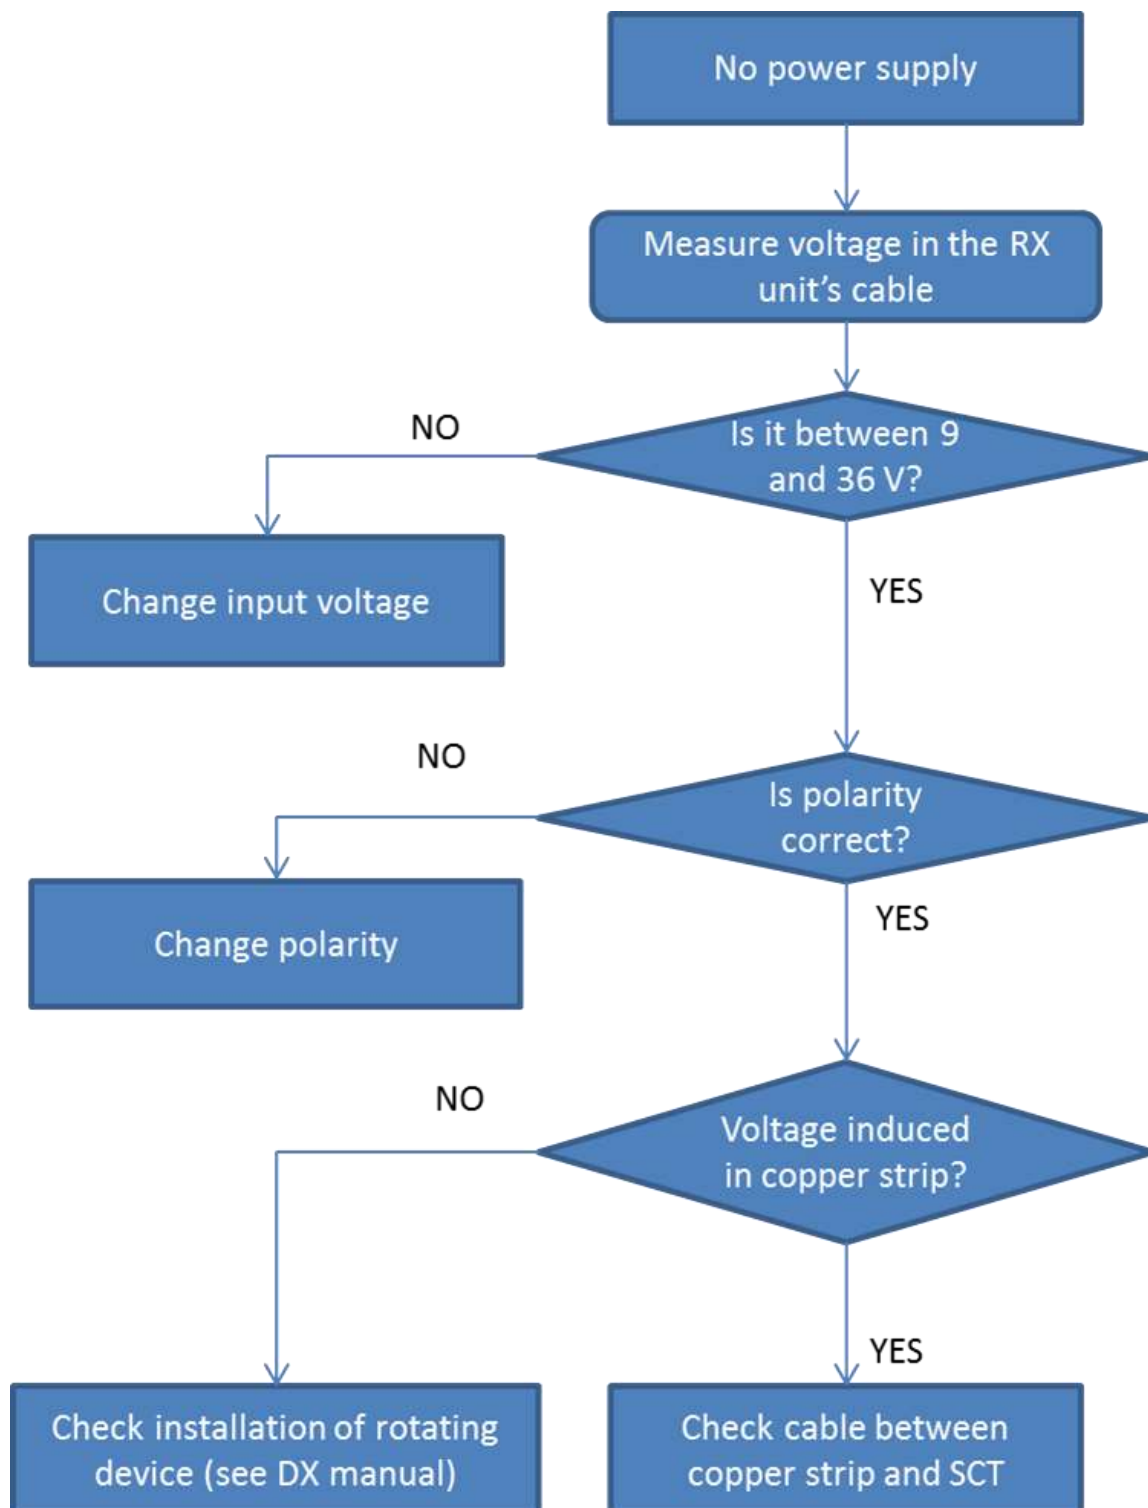 No power supply
Measure voltage in the RX
unit's cable
Is it between 9
and 36 V?
NO
YES
Change input voltage
Is polarity
correct?
NO
YES
Change polarity
Voltage induced
in copper strip?
NO
YES
Check installation of rotating
device (see DX manual)
Check cable between
copper strip and SCT